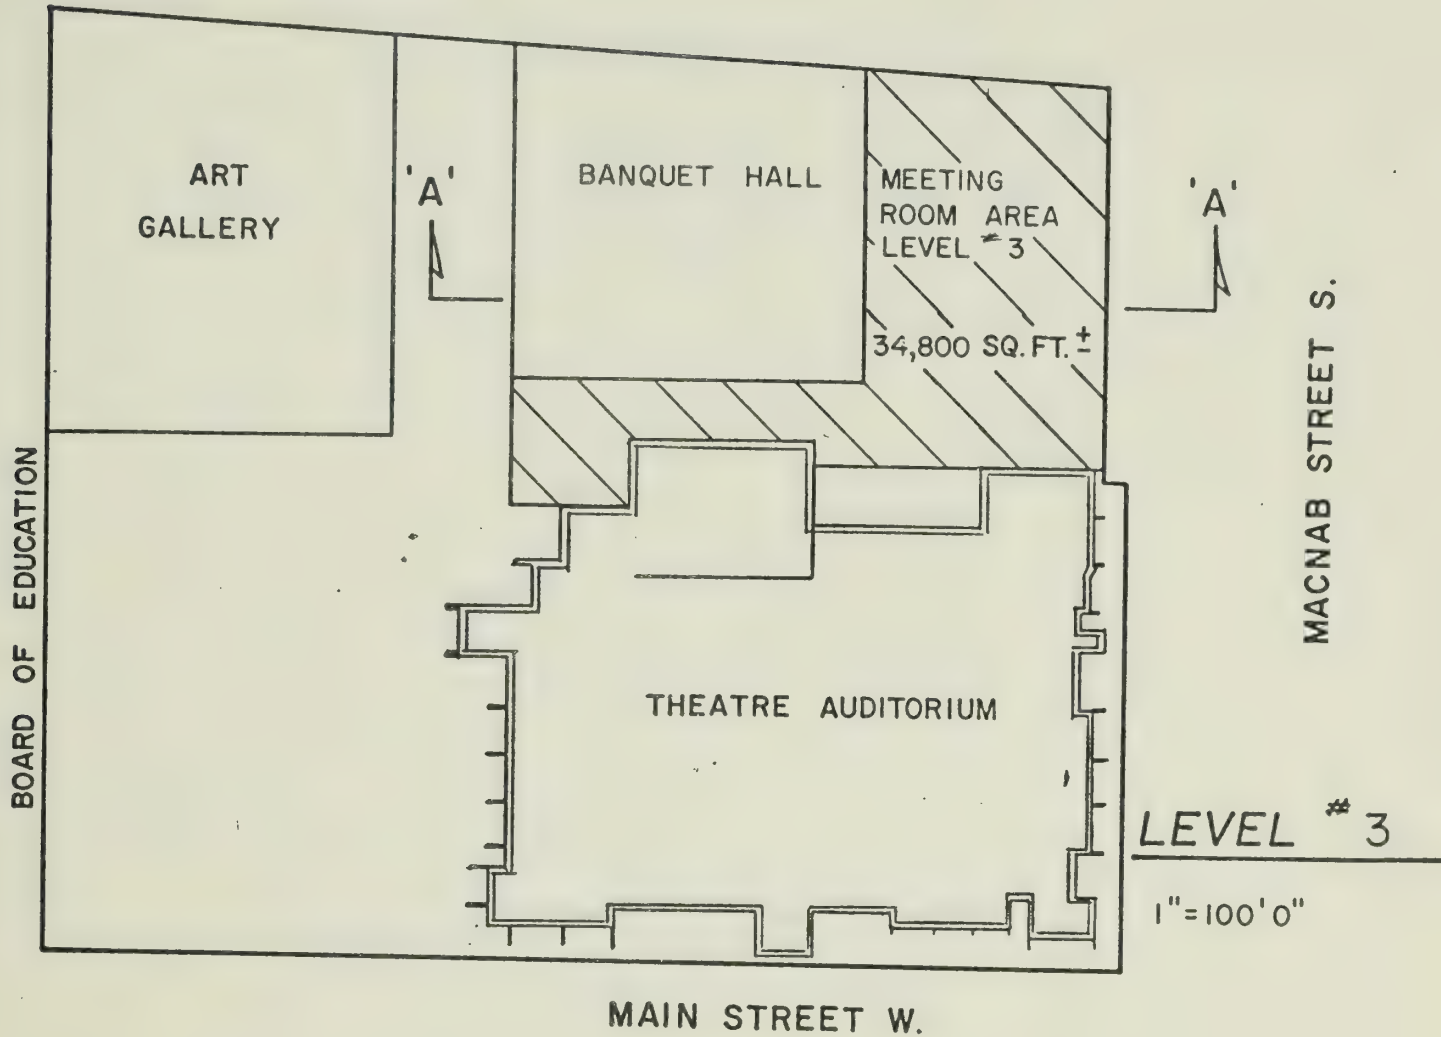 ART
GALLERY
'A'
BANQUET HALL
MEETING
ROOM AREA
LEVEL # 3
34,800 SQ. FT. ±
'A'
BOARD OF EDUCATION
MACNAB STREET S.
THEATRE AUDITORIUM
LEVEL # 3
1"=100'0"
MAIN STREET W.